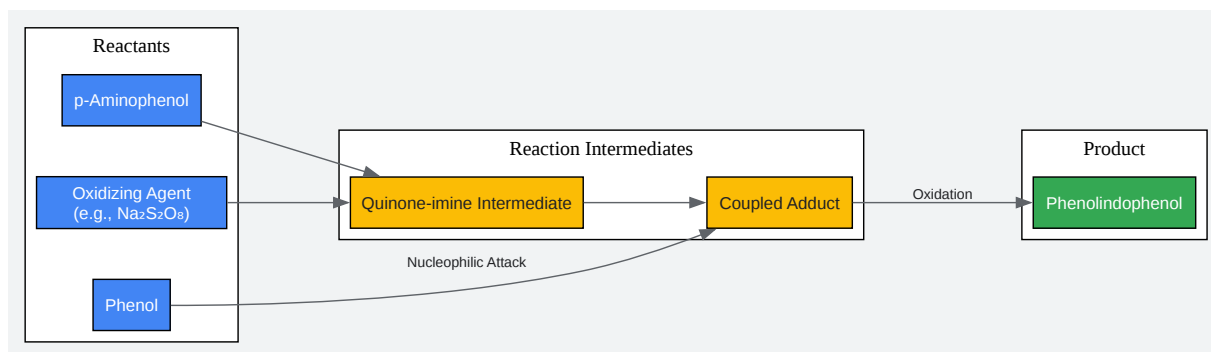 Reactants
p-Aminophenol
Oxidizing Agent
(e.g., Na₂S₂O₈)
Phenol
Reaction Intermediates
Quinone-imine Intermediate
Coupled Adduct
Nucleophilic Attack
Oxidation
Product
Phenolindophenol